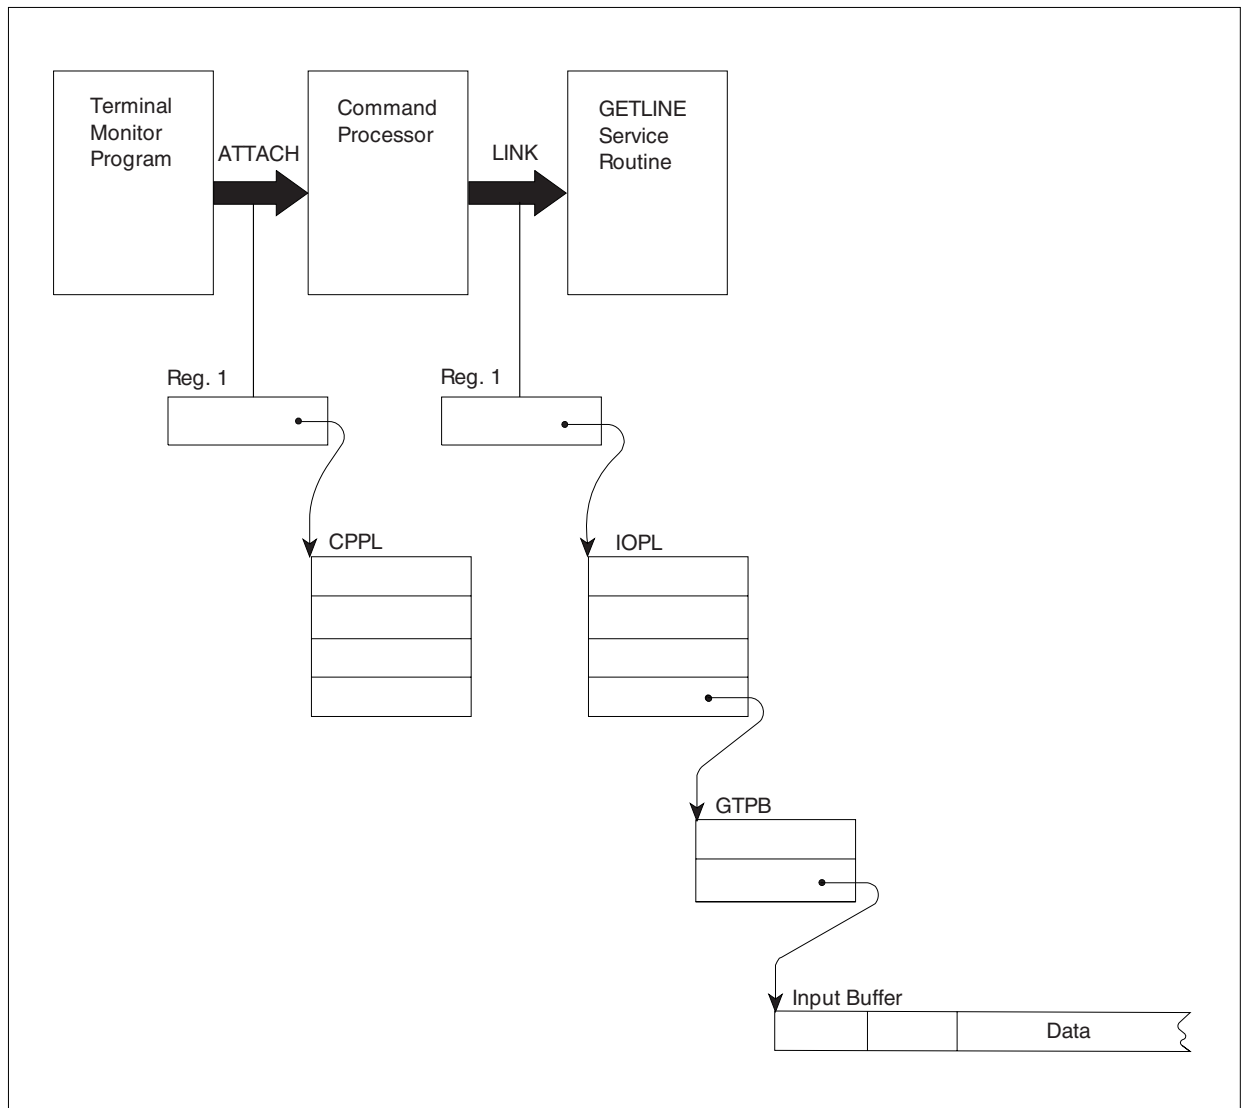 Terminal
Monitor
Program
ATTACH
Command
Processor
LINK
GETLINE
Service
Routine
Reg. 1
Reg. 1
CPPL
IOPL
GTPB
Input Buffer
Data